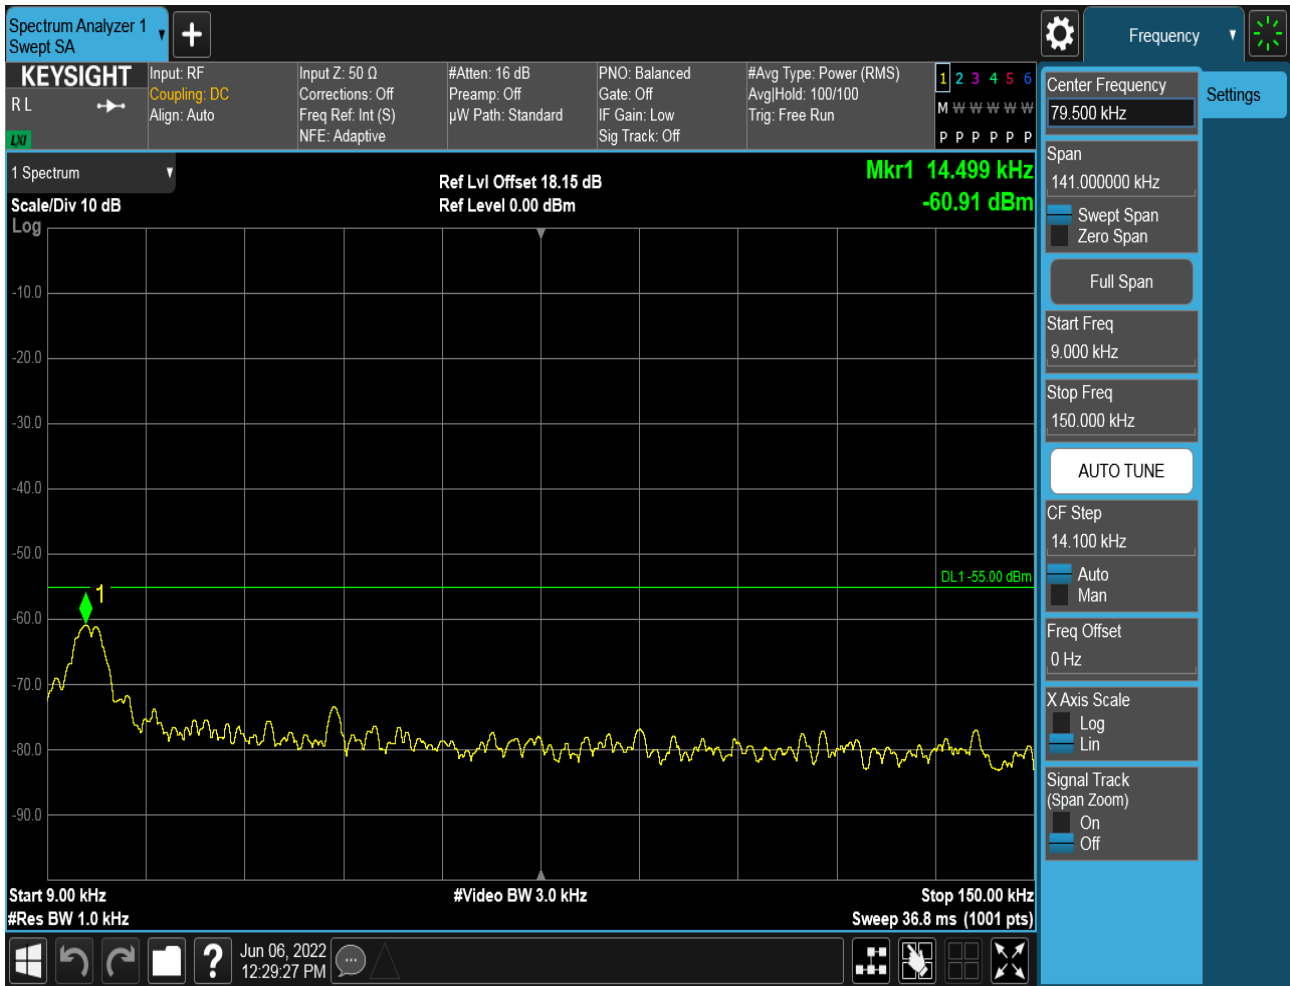 Spectrum Analyzer 1
Swept SA
Frequency
KEYSIGHT
R L
LXI
Input: RF
Coupling: DC
Align: Auto
Input Z: 50 Ω
Corrections: Off
Freq Ref: Int (S)
NFE: Adaptive
#Atten: 16 dB
Preamp: Off
µW Path: Standard
PNO: Balanced
Gate: Off
IF Gain: Low
Sig Track: Off
#Avg Type: Power (RMS)
Avg|Hold: 100/100
Trig: Free Run
1 2 3 4 5 6
M W W W W W
P P P P P P
Settings
Center Frequency
79.500 kHz
Span
141.000000 kHz
Swept Span
Zero Span
Full Span
Start Freq
9.000 kHz
Stop Freq
150.000 kHz
AUTO TUNE
CF Step
14.100 kHz
Auto
Man
Freq Offset
0 Hz
X Axis Scale
Log
Lin
Signal Track
(Span Zoom)
On
Off
1 Spectrum
Scale/Div 10 dB
Log
Ref Lvl Offset 18.15 dB
Ref Level 0.00 dBm
Mkr1 14.499 kHz
-60.91 dBm
-10.0
-20.0
-30.0
-40.0
-50.0
DL1 -55.00 dBm
1
-60.0
-70.0
-80.0
-90.0
Start 9.00 kHz
#Video BW 3.0 kHz
Stop 150.00 kHz
#Res BW 1.0 kHz
Sweep 36.8 ms (1001 pts)
?
Jun 06, 2022
12:29:27 PM